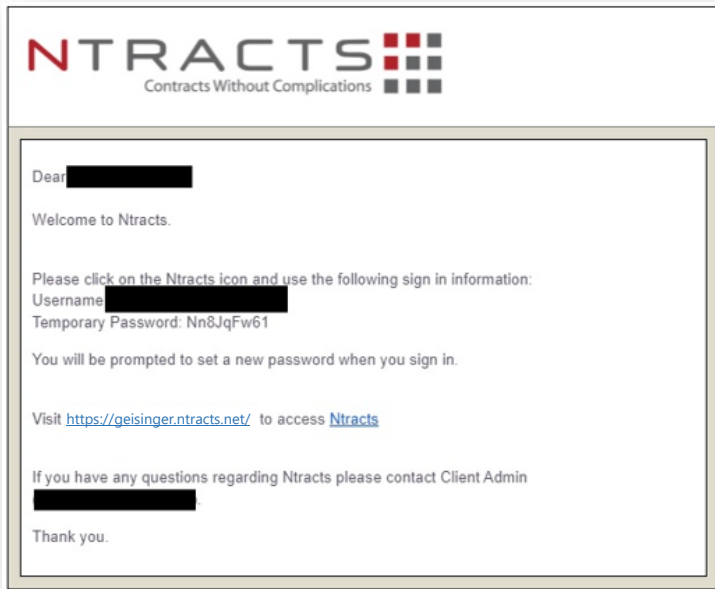 NTRACTS
Contracts Without Complications
Dear
Welcome to Ntracts.
Please click on the Ntracts icon and use the following sign in information:
Username
Temporary Password: Nn8JqFw61
You will be prompted to set a new password when you sign in.
Visit https://geisinger.ntracts.net/ to access Ntracts
If you have any questions regarding Ntracts please contact Client Admin
.
Thank you.